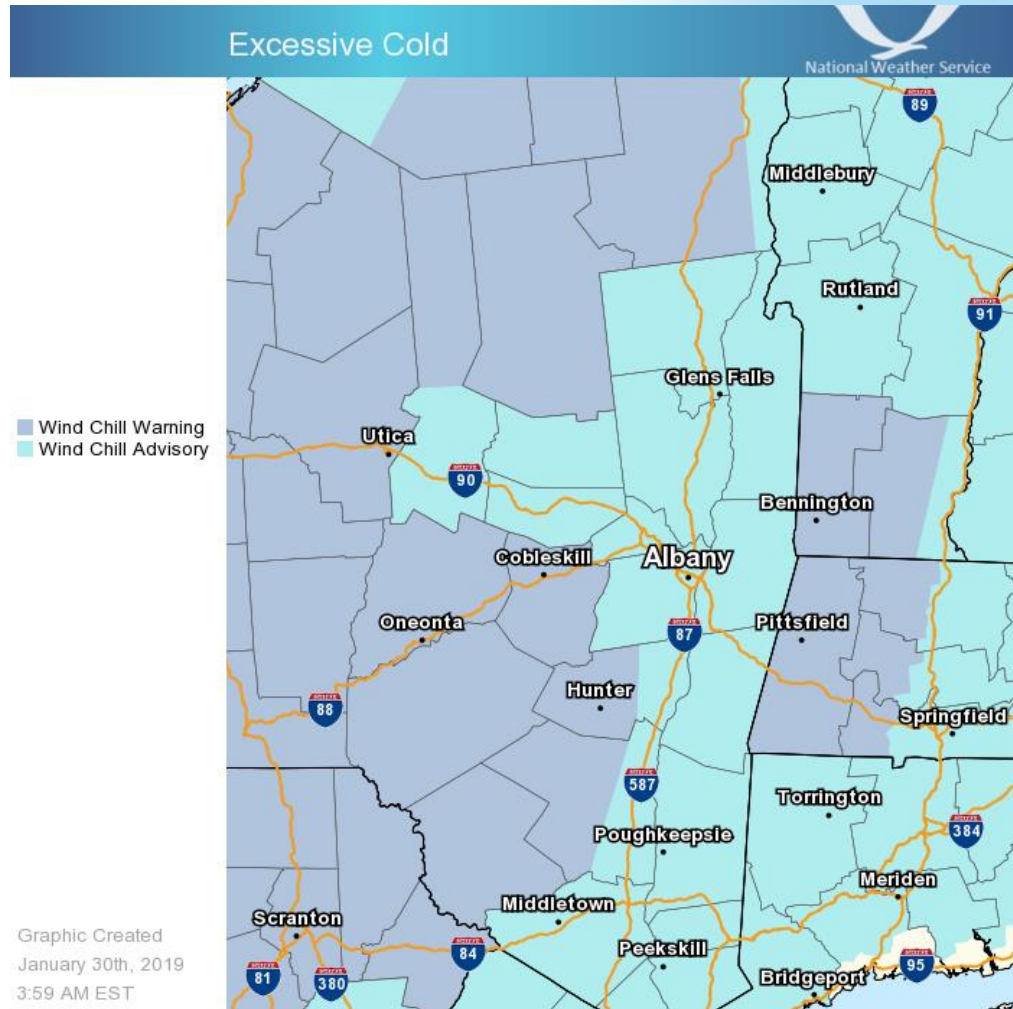 Excessive Cold
National Weather Service
89
Middlebury
Rutland
91
Glens Falls
Wind Chill Warning
Wind Chill Advisory
Utica
90
Bennington
Cobleskill
Albany
Oneonta
87
Pittsfield
Hunter
88
Springfield
587
Torrington
384
Poughkeepsie
Meriden
Middletown
Scranton
Peekskill
84
95
81
380
Bridgeport
Graphic Created
January 30th, 2019
3:59 AM EST